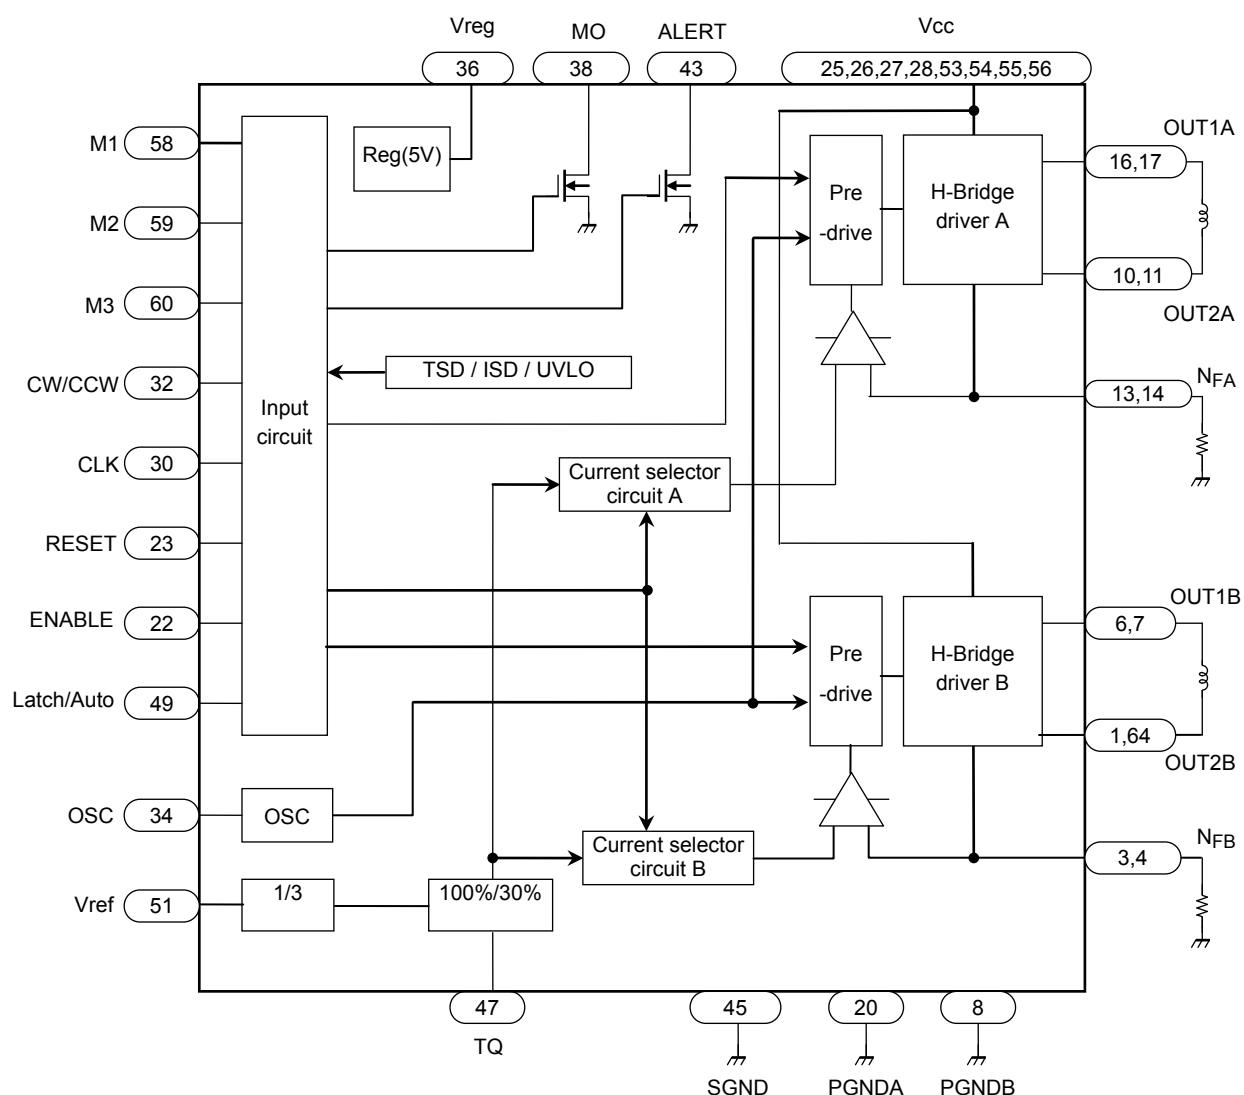 Vreg
MO
ALERT
Vcc
36
38
43
25,26,27,28,53,54,55,56
M1
58
M2
59
M3
60
CW/CCW
32
CLK
30
RESET
23
ENABLE
22
Latch/Auto
49
OSC
34
Vref
51
Input
circuit
Reg(5V)
TSD / ISD / UVLO
Current selector
circuit A
Pre
-drive
H-Bridge
driver A
OUT1A
16,17
10,11
OUT2A
NFA
13,14
Pre
-drive
H-Bridge
driver B
OUT1B
6,7
1,64
OUT2B
NFB
3,4
OSC
Current selector
circuit B
1/3
100%/30%
47
TQ
45
SGND
20
PGNDA
8
PGNDB